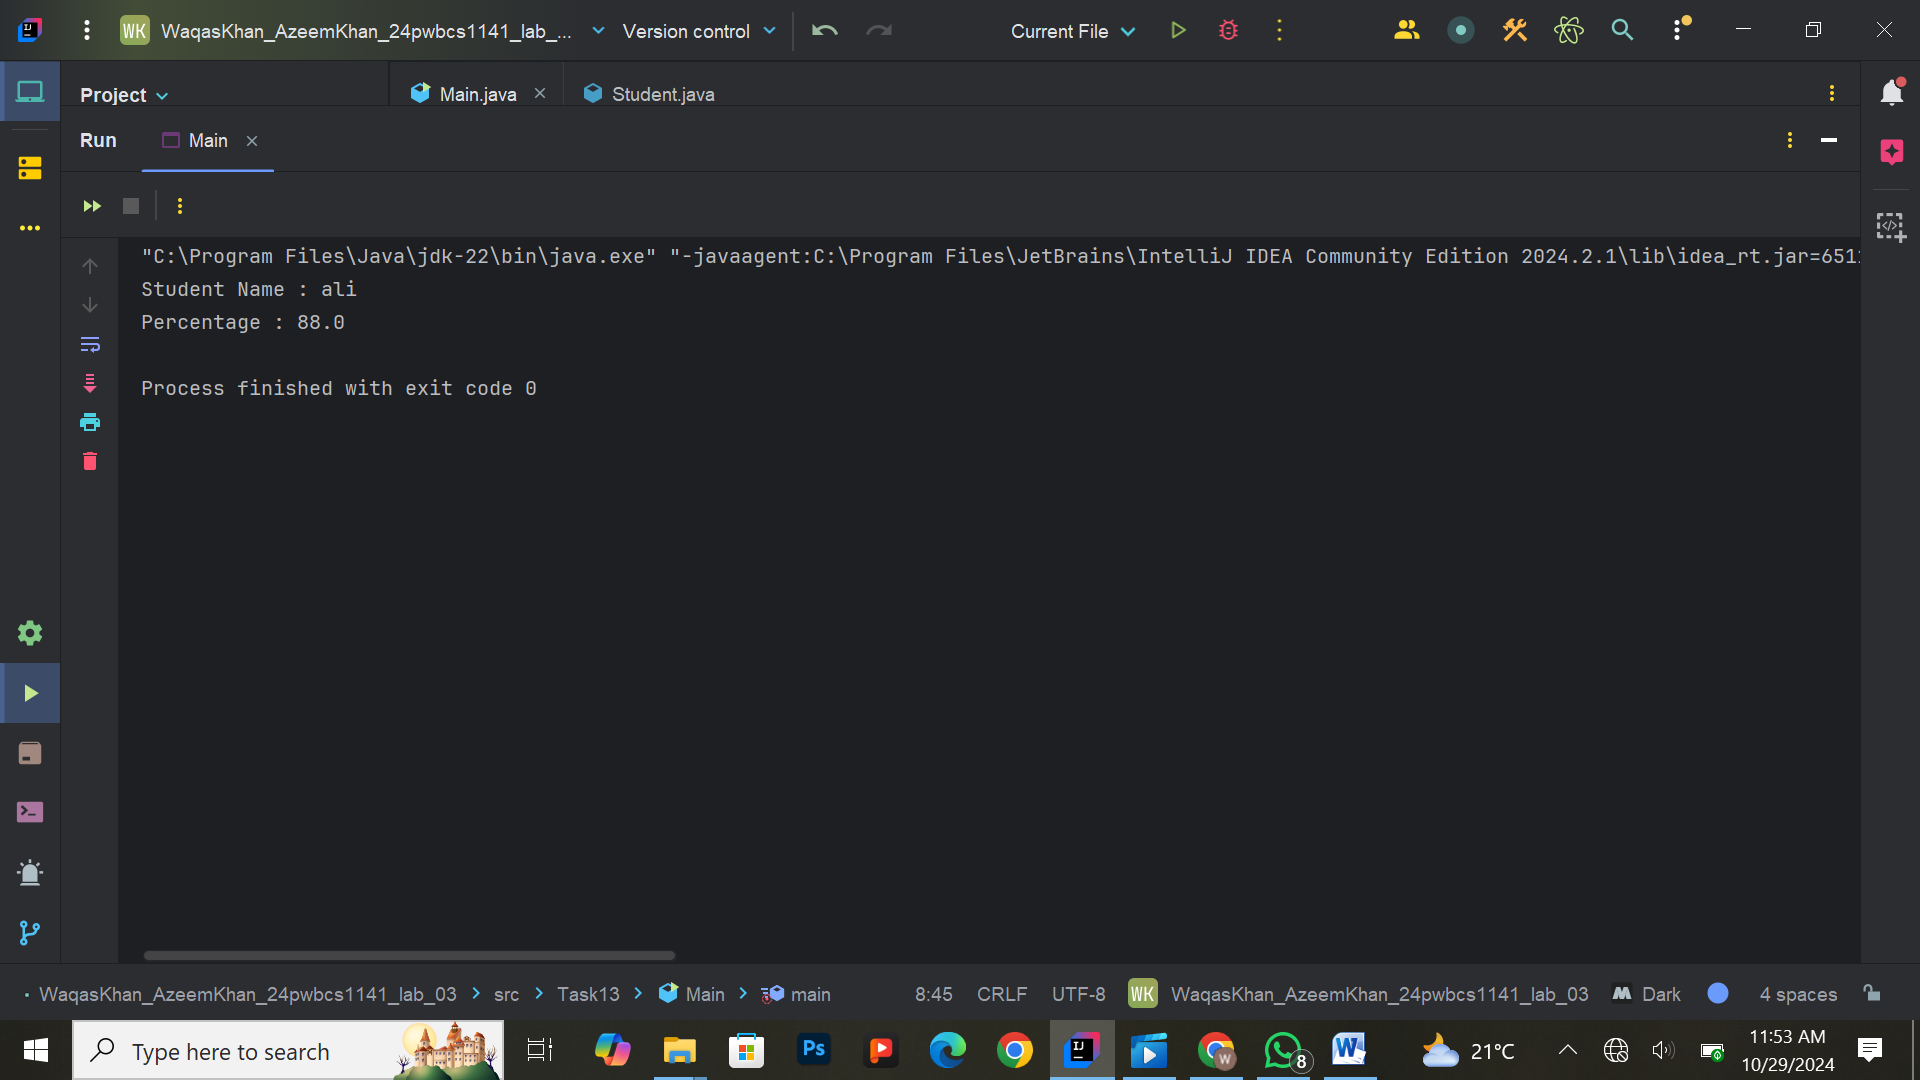 WK WaqasKhan_AzeemKhan_24pwbcs1141_lab_... Version control Current File
Project Main.java Student.java
Run Main
"C:\Program Files\Java\jdk-22\bin\java.exe" "-javaagent:C:\Program Files\JetBrains\IntelliJ IDEA Community Edition 2024.2.1\lib\idea_rt.jar=651
Student Name : ali
Percentage : 88.0
Process finished with exit code 0
WaqasKhan_AzeemKhan_24pwbcs1141_lab_03 src Task13 Main main 8:45 CRLF UTF-8 WK WaqasKhan_AzeemKhan_24pwbcs1141_lab_03 Dark 4 spaces
Type here to search Ps W 8 W 21°C 11:53 AM
10/29/2024